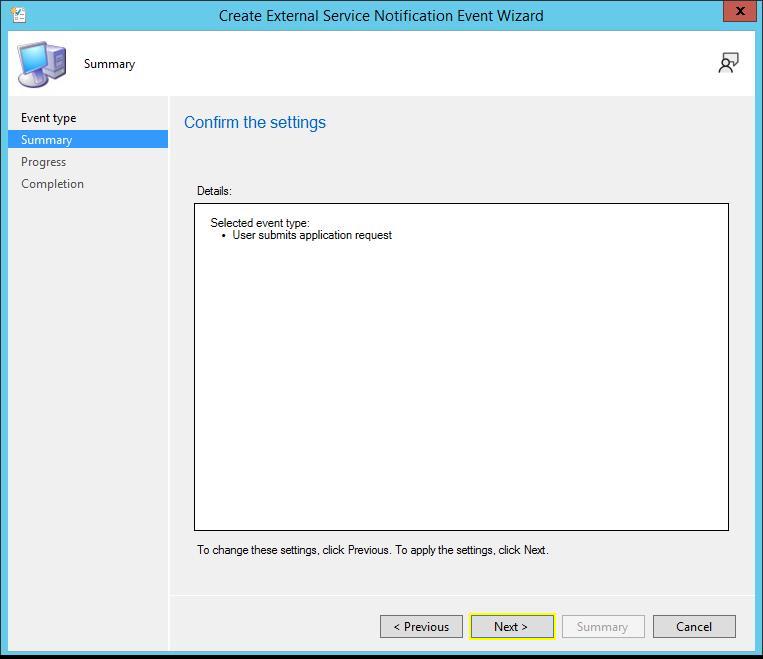 Create External Service Notification Event Wizard
x
Summary
Event type
Summary
Progress
Completion
Confirm the settings
Details:
Selected event type:
• User submits application request
To change these settings, click Previous. To apply the settings, click Next.
< Previous
Next >
Summary
Cancel